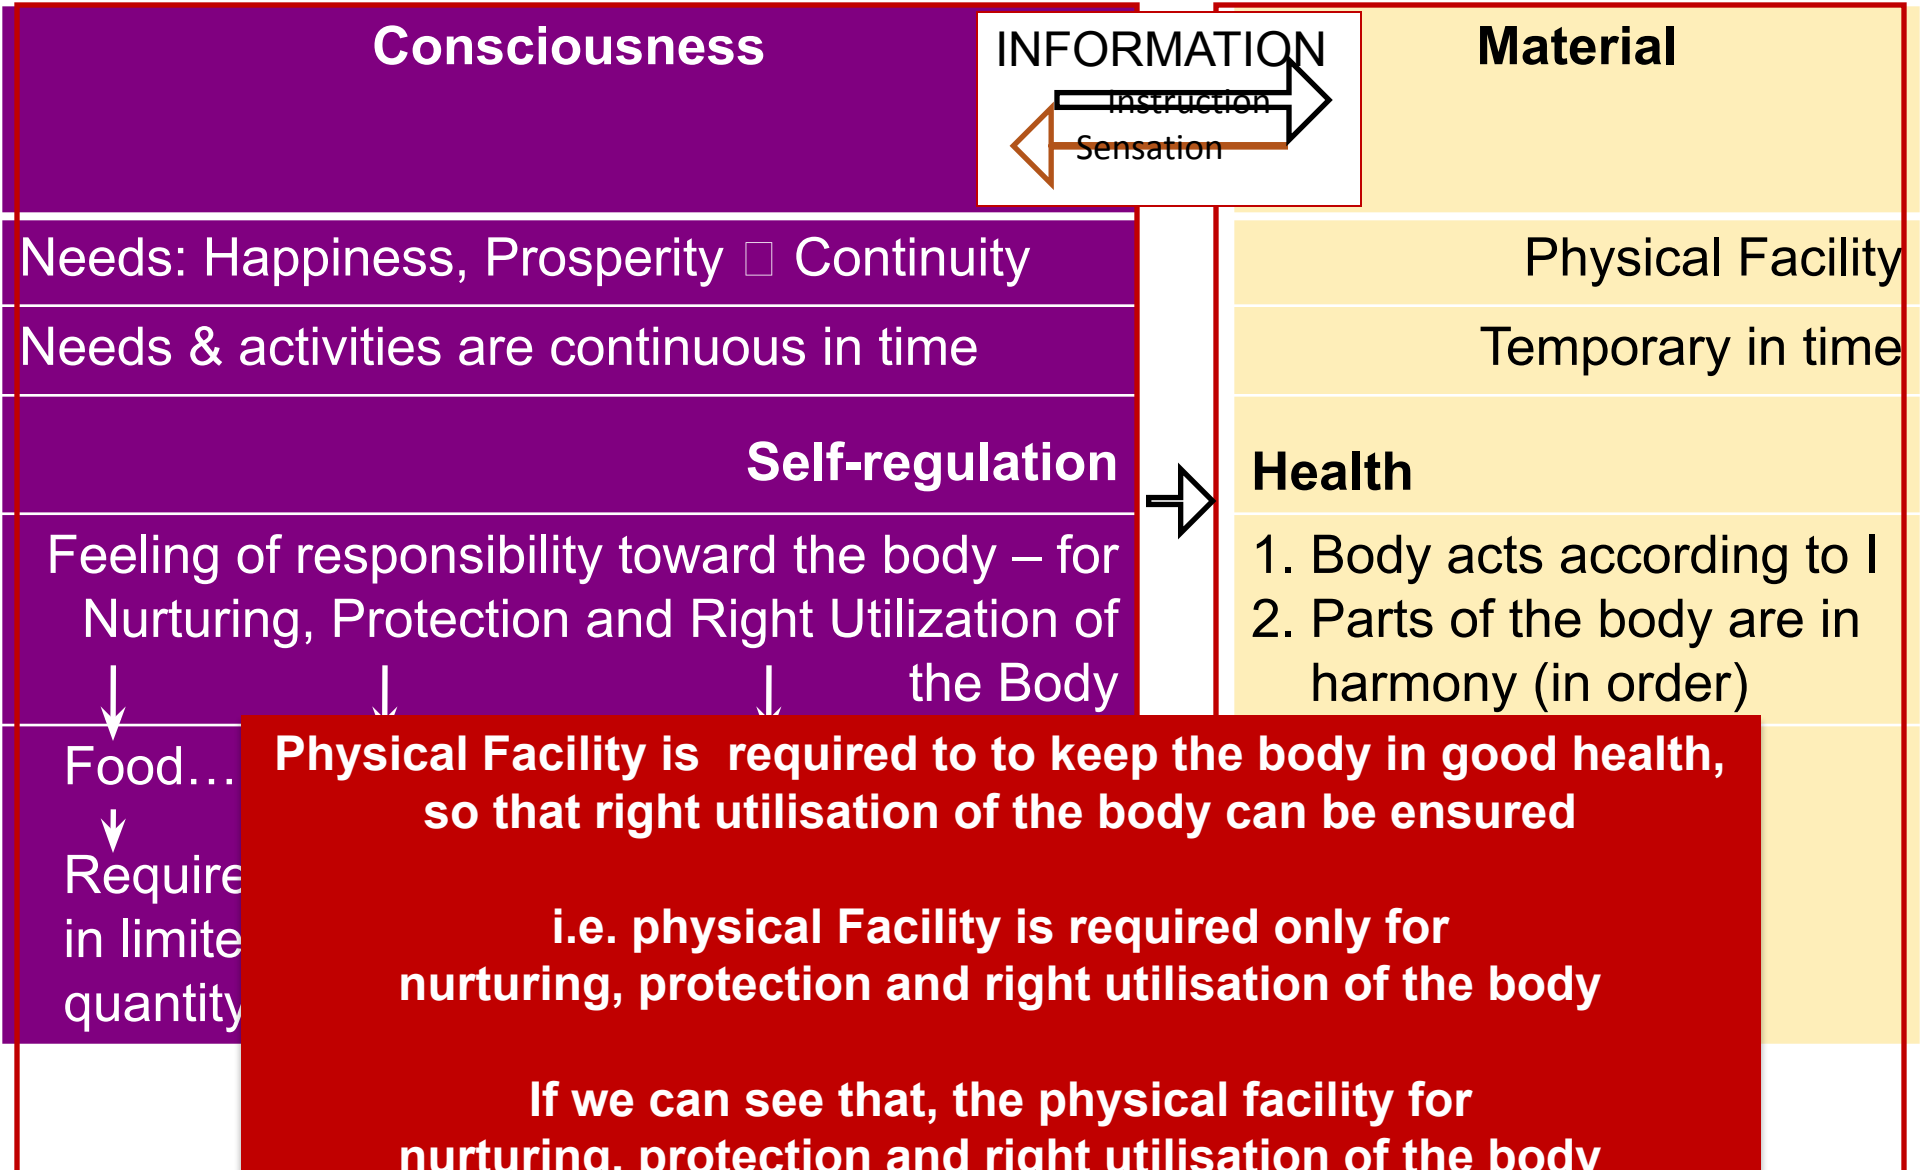 Consciousness
INFORMATION
Instruction
Sensation
Material
Needs: Happiness, Prosperity □ Continuity
Physical Facility
Needs & activities are continuous in time
Temporary in time
Self-regulation
Health
Feeling of responsibility toward the body – for
Nurturing, Protection and Right Utilization of
the Body
1. Body acts according to I
2. Parts of the body are in
harmony (in order)
Food…
Require
in limite
quantity
Physical Facility is required to to keep the body in good health,
so that right utilisation of the body can be ensured
i.e. physical Facility is required only for
nurturing, protection and right utilisation of the body
If we can see that, the physical facility for
nurturing, protection and right utilisation of the body